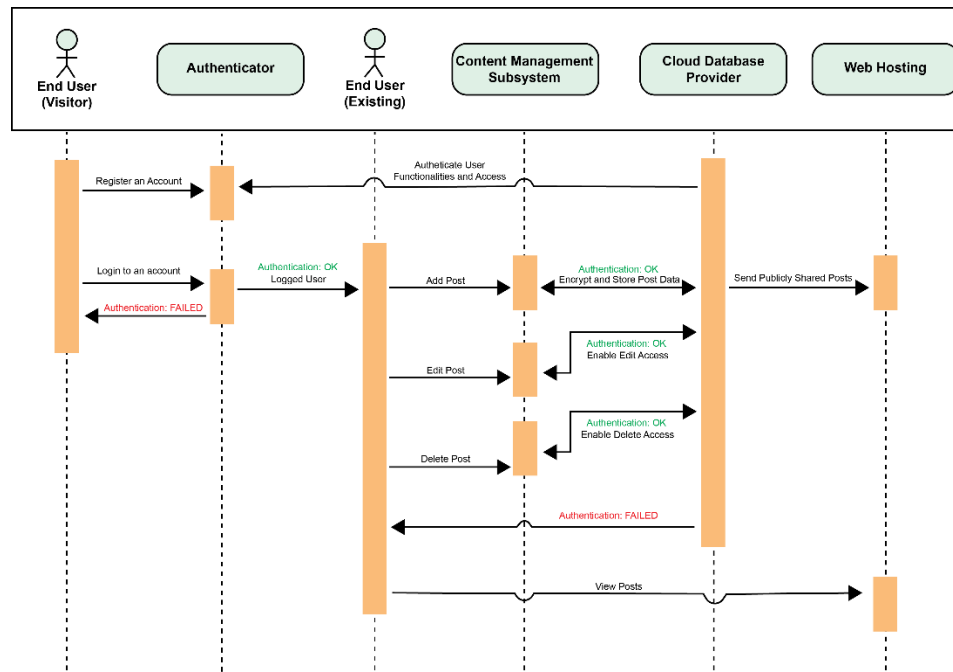 End User
(Visitor)
Authenticator
End User
(Existing)
Content Management
Subsystem
Cloud Database
Provider
Web Hosting
Autheticate User
Functionalities and Access
Register an Account
Login to an account
Authentication: OK
Logged User
Add Post
Authentication: OK
Encrypt and Store Post Data
Send Publicly Shared Posts
Authentication: FAILED
Authentication: OK
Enable Edit Access
Edit Post
Authentication: OK
Enable Delete Access
Delete Post
Authentication: FAILED
View Posts